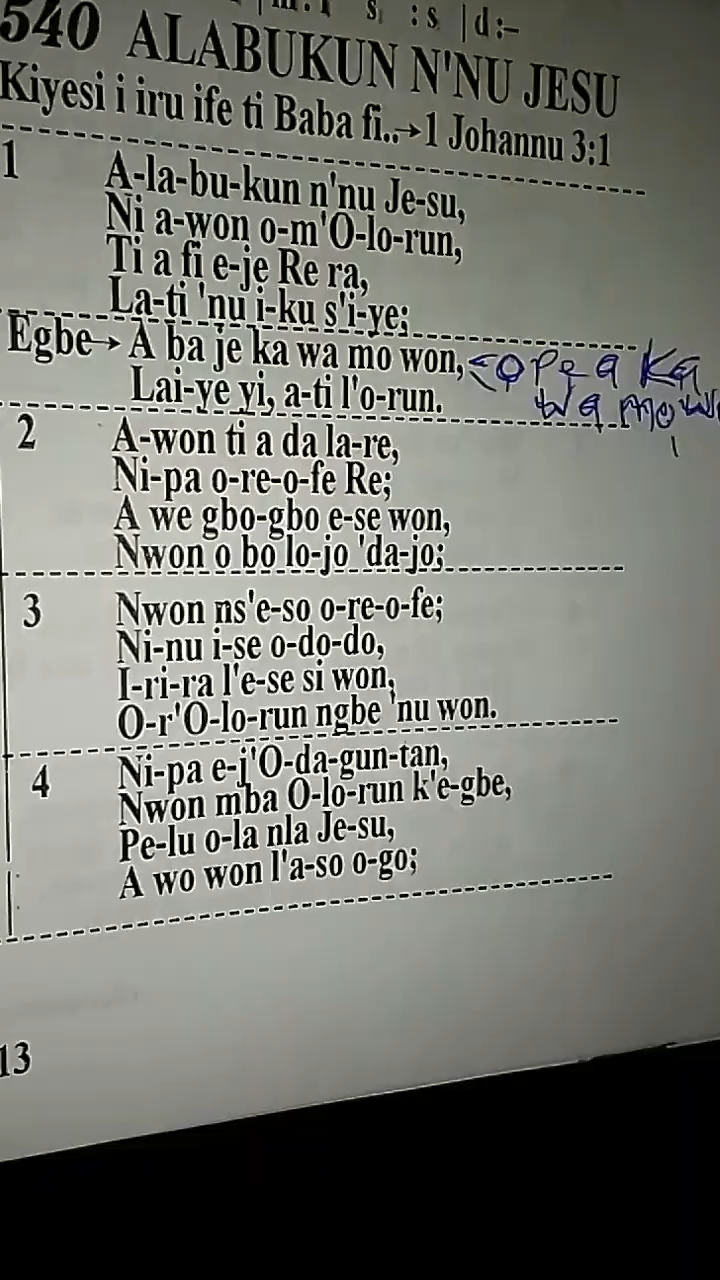 s : s | d :–
540 ALABUKUN N'NU JESU
Kiyesi i iru ife ti Baba fi..→1 Johannu 3:1
1 A-la-bu-kun n'nu Je-su,
Ni a-won o-m'O-lo-run,
Ti a fi e-je Re ra,
La-ti 'nu i-ku s'i-ye;
Egbe→ A ba je ka wa mo won,
Lai-ye yi, a-ti l'o-run.
ka
wa
2 A-won ti a da la-re,
Ni-pa o-re-o-fe Re;
A we gbo-gbo e-se won,
Nwon o bo lo-jo 'da-jo;
3 Nwon ns'e-so o-re-o-fe;
Ni-nu i-se o-do-do,
I-ri-ra l'e-se si won,
O-r'O-lo-run ngbe 'nu won.
4 Ni-pa e-j'O-da-gun-tan,
Nwon mba O-lo-run k'e-gbe,
Pe-lu o-la nla Je-su,
A wo won l'a-so o-go;
13